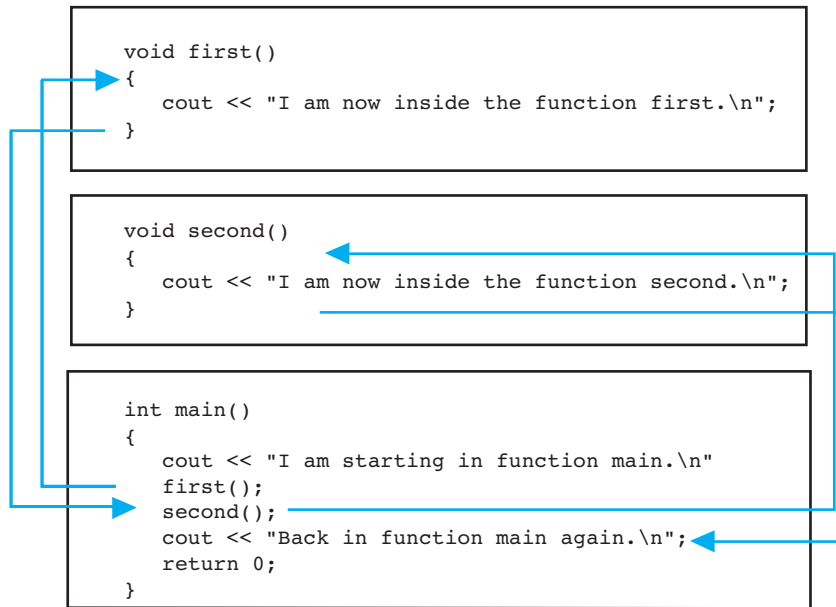 void first()
{
   cout << "I am now inside the function first.\n";
}
void second()
{
   cout << "I am now inside the function second.\n";
}
int main()
{
   cout << "I am starting in function main.\n"
   first();
   second();
   cout << "Back in function main again.\n";
   return 0;
}